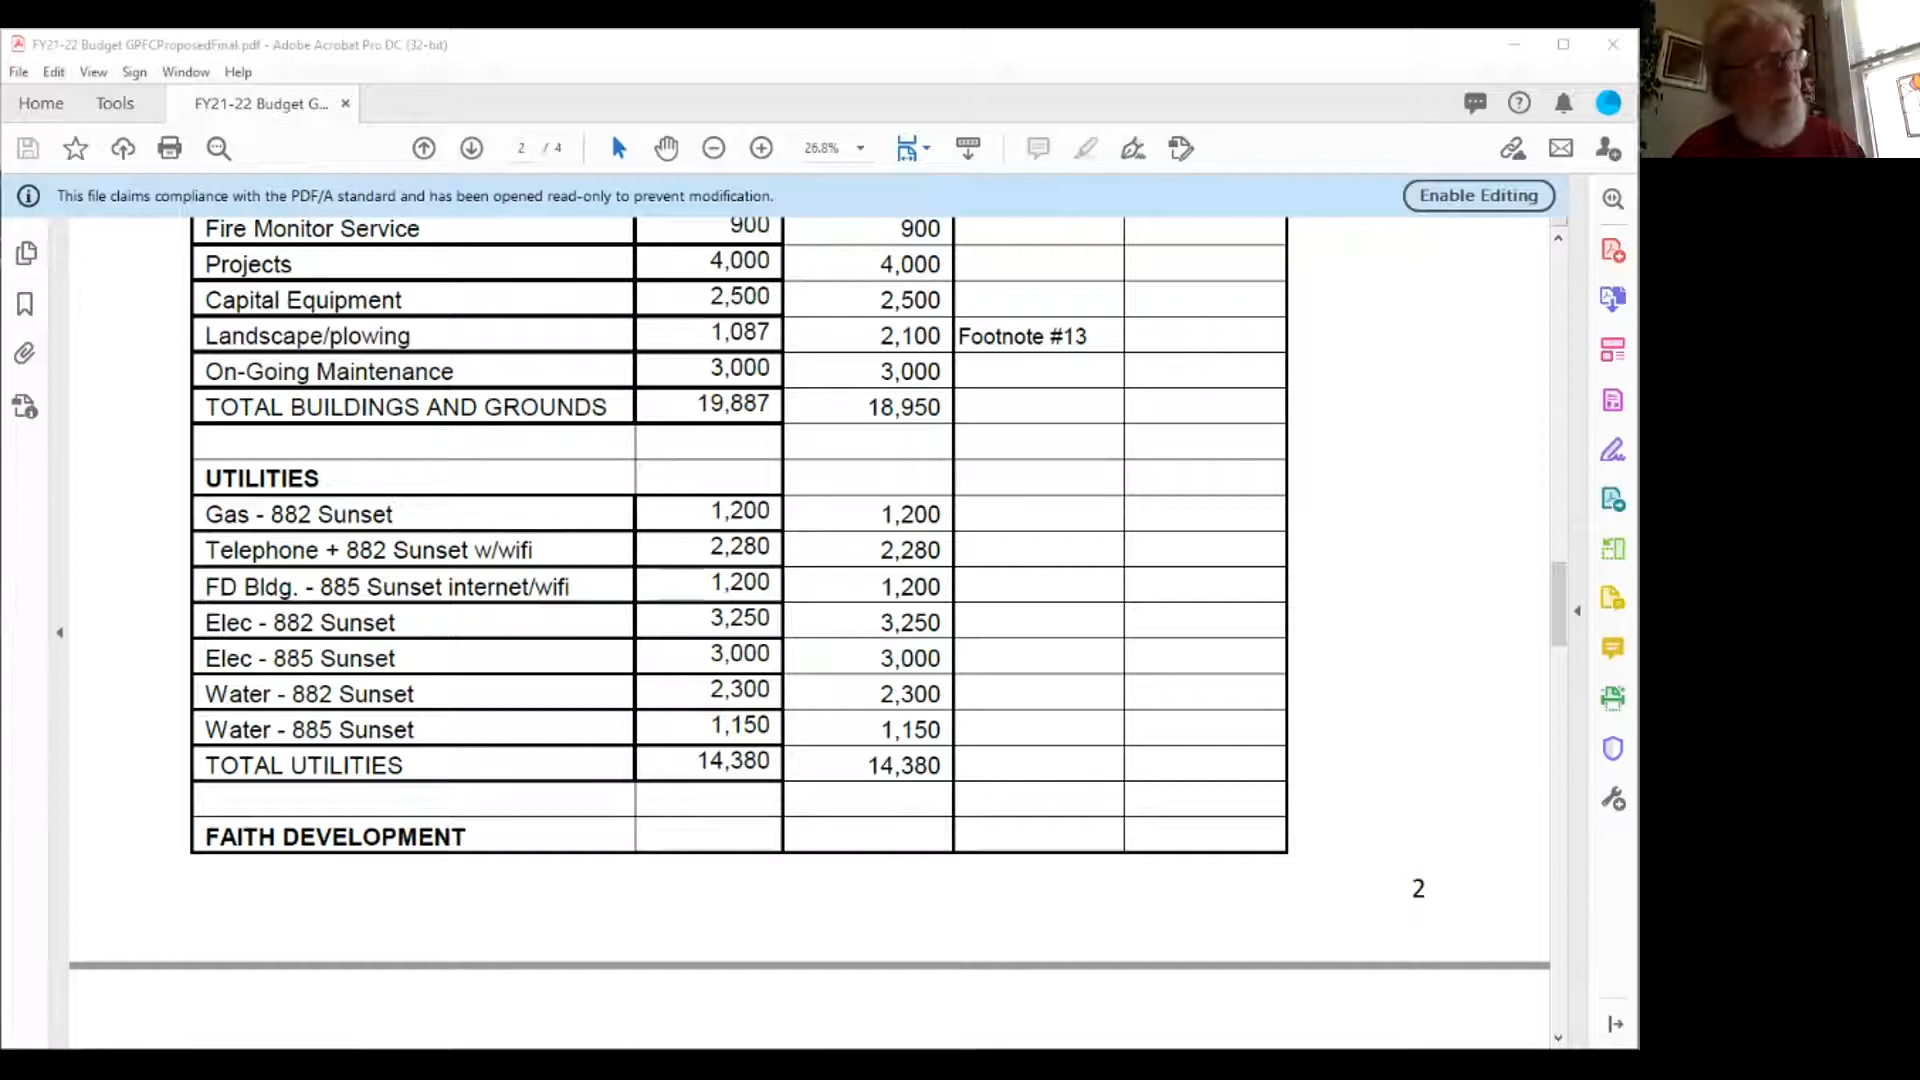 FY21-22 Budget GPFCProposedFinal.pdf - Adobe Acrobat Pro DC (32-bit)
File Edit View Sign Window Help
Home Tools FY21-22 Budget G... ×
2 / 4 26.8%
This file claims compliance with the PDF/A standard and has been opened read-only to prevent modification. Enable Editing
Fire Monitor Service 900 900
Projects 4,000 4,000
Capital Equipment 2,500 2,500
Landscape/plowing 1,087 2,100 Footnote #13
On-Going Maintenance 3,000 3,000
TOTAL BUILDINGS AND GROUNDS 19,887 18,950
UTILITIES
Gas - 882 Sunset 1,200 1,200
Telephone + 882 Sunset w/wifi 2,280 2,280
FD Bldg. - 885 Sunset internet/wifi 1,200 1,200
Elec - 882 Sunset 3,250 3,250
Elec - 885 Sunset 3,000 3,000
Water - 882 Sunset 2,300 2,300
Water - 885 Sunset 1,150 1,150
TOTAL UTILITIES 14,380 14,380
FAITH DEVELOPMENT
2